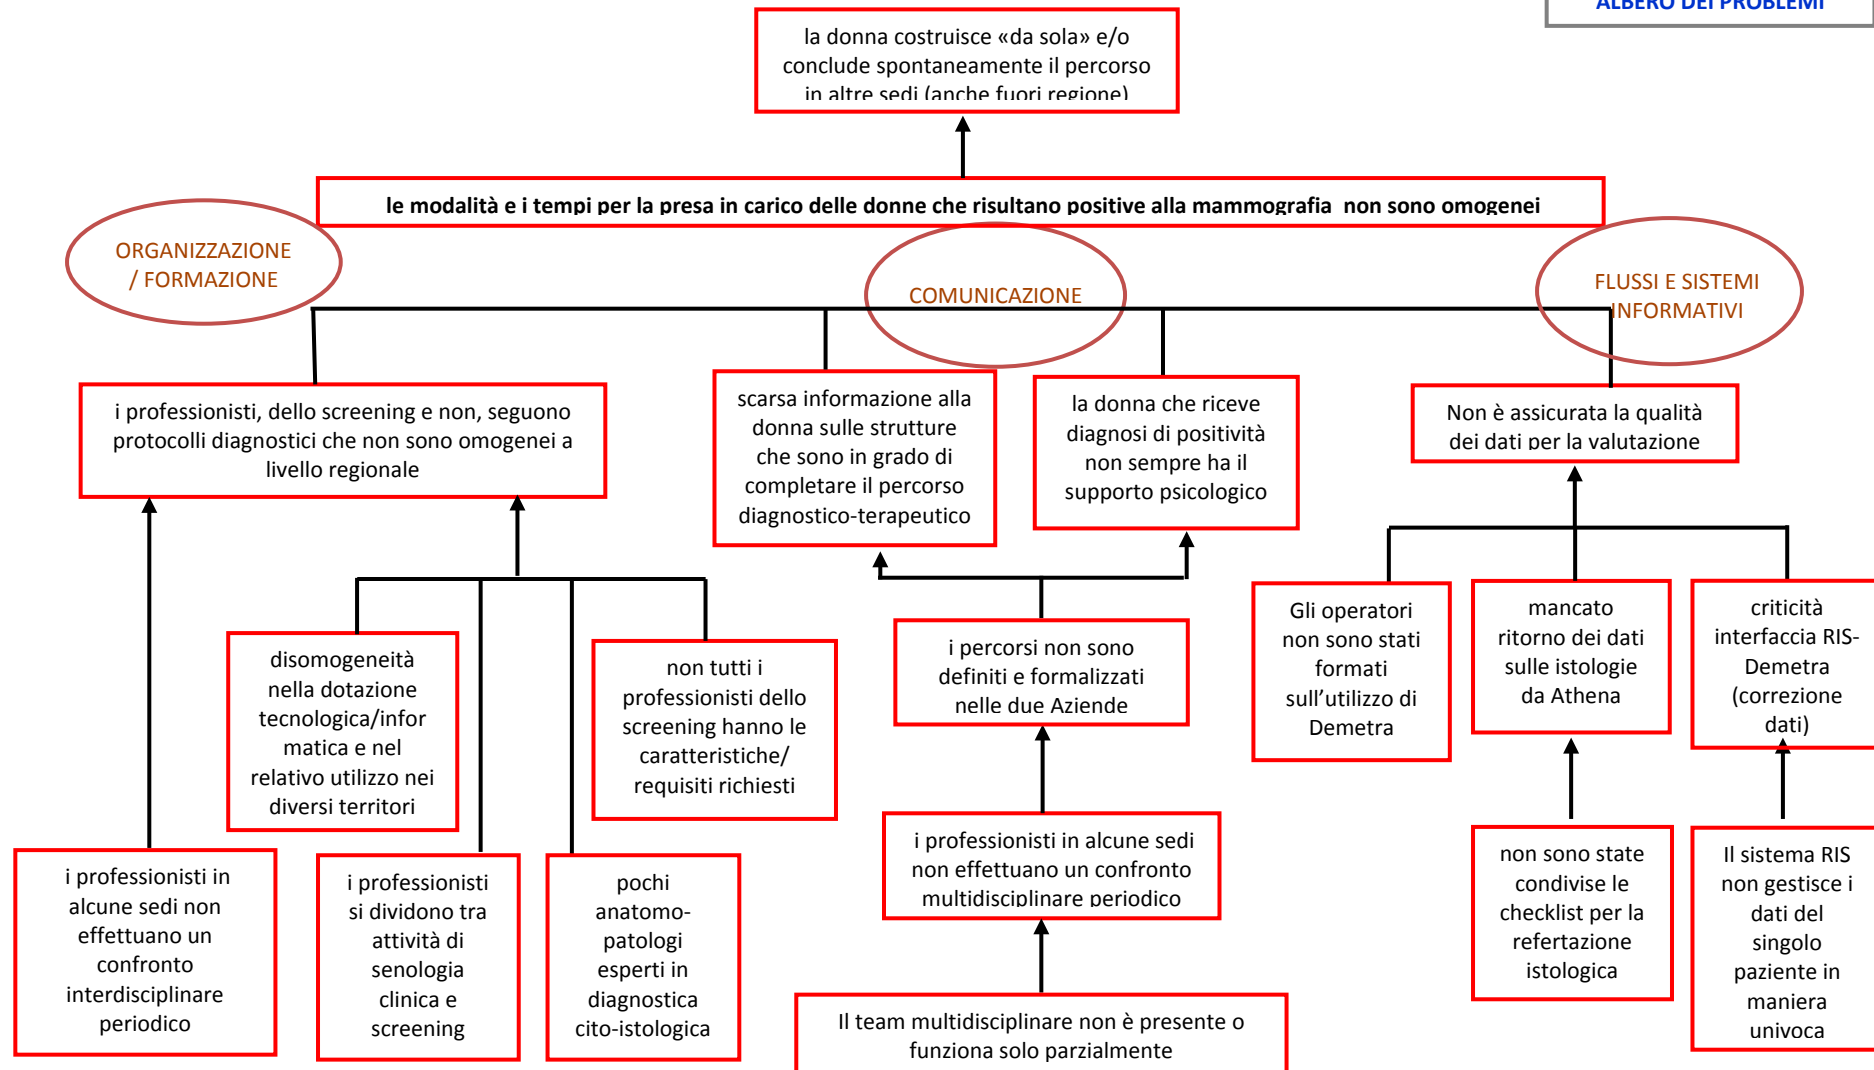 ALBERO DEI PROBLEMI
la donna costruisce «da sola» e/o
conclude spontaneamente il percorso
in altre sedi (anche fuori regione)
le modalità e i tempi per la presa in carico delle donne che risultano positive alla mammografia non sono omogenei
ORGANIZZAZIONE
/ FORMAZIONE
COMUNICAZIONE
FLUSSI E SISTEMI
INFORMATIVI
i professionisti, dello screening e non, seguono
protocolli diagnostici che non sono omogenei a
livello regionale
scarsa informazione alla
donna sulle strutture
che sono in grado di
completare il percorso
diagnostico-terapeutico
la donna che riceve
diagnosi di positività
non sempre ha il
supporto psicologico
Non è assicurata la qualità
dei dati per la valutazione
disomogeneità
nella dotazione
tecnologica/infor
matica e nel
relativo utilizzo nei
diversi territori
non tutti i
professionisti dello
screening hanno le
caratteristiche/
requisiti richiesti
i percorsi non sono
definiti e formalizzati
nelle due Aziende
Gli operatori
non sono stati
formati
sull’utilizzo di
Demetra
mancato
ritorno dei dati
sulle istologie
da Athena
criticità
interfaccia RIS-
Demetra
(correzione
dati)
i professionisti in
alcune sedi non
effettuano un
confronto
interdisciplinare
periodico
i professionisti
si dividono tra
attività di
senologia
clinica e
screening
pochi
anatomo-
patologi
esperti in
diagnostica
cito-istologica
i professionisti in alcune sedi
non effettuano un confronto
multidisciplinare periodico
non sono state
condivise le
checklist per la
refertazione
istologica
Il sistema RIS
non gestisce i
dati del
singolo
paziente in
maniera
univoca
Il team multidisciplinare non è presente o
funziona solo parzialmente